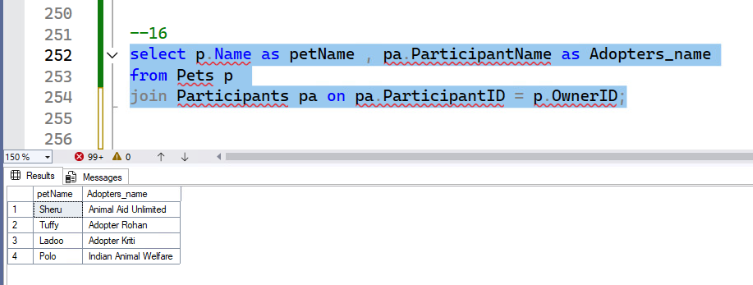 250
251 --16
252 select p.Name as petName , pa.ParticipantName as Adopters_name
253 from Pets p
254 join Participants pa on pa.ParticipantID = p.OwnerID;
255
256
150 % 99+ 0
Results Messages
petName Adopters_name
1 Sheru Animal Aid Unlimited
2 Tuffy Adopter Rohan
3 Ladoo Adopter Kriti
4 Polo Indian Animal Welfare